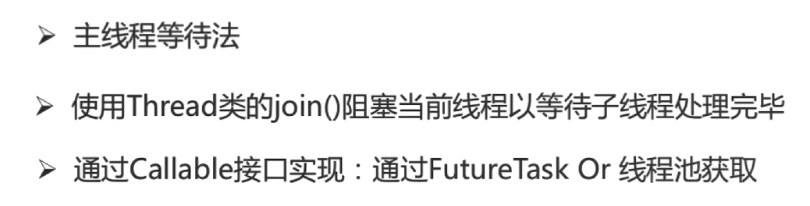 ➢ 主线程等待法
➢ 使用Thread类的join()阻塞当前线程以等待子线程处理完毕
➢ 通过Callable接口实现：通过FutureTask Or 线程池获取